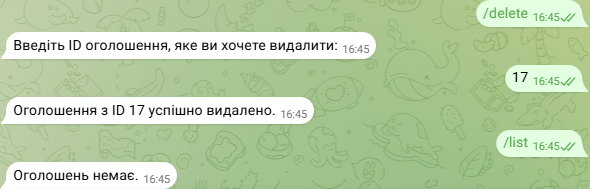 /delete 16:45
Введіть ID оголошення, яке ви хочете видалити: 16:45
17 16:45
Оголошення з ID 17 успішно видалено. 16:45
/list 16:45
Оголошень немає. 16:45